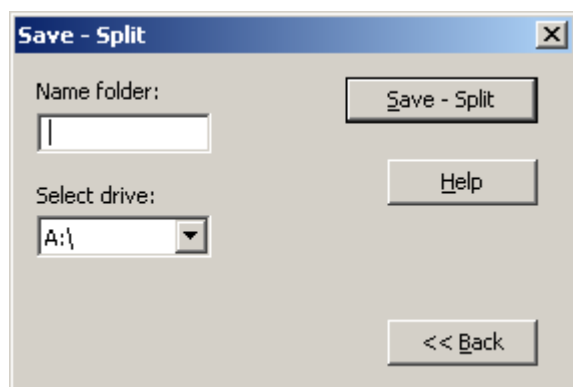 Save - Split
Name folder:
Save - Split
Help
Select drive:
A:\
<< Back